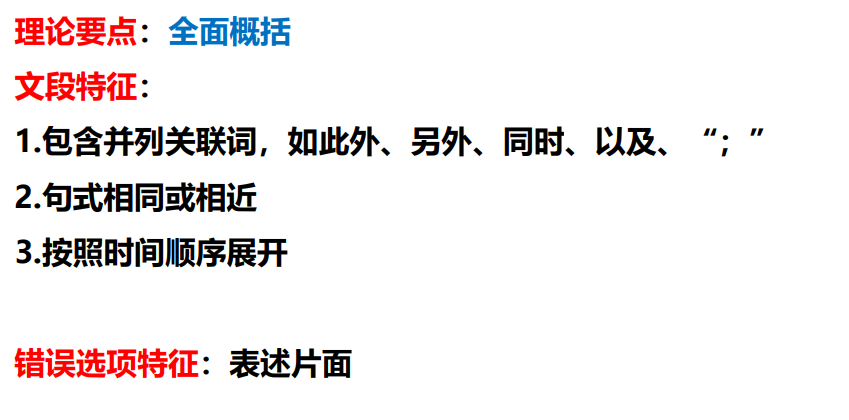 理论要点：全面概括
文段特征：
1.包含并列关联词，如此外、另外、同时、以及、“；”
2.句式相同或相近
3.按照时间顺序展开
错误选项特征：表述片面